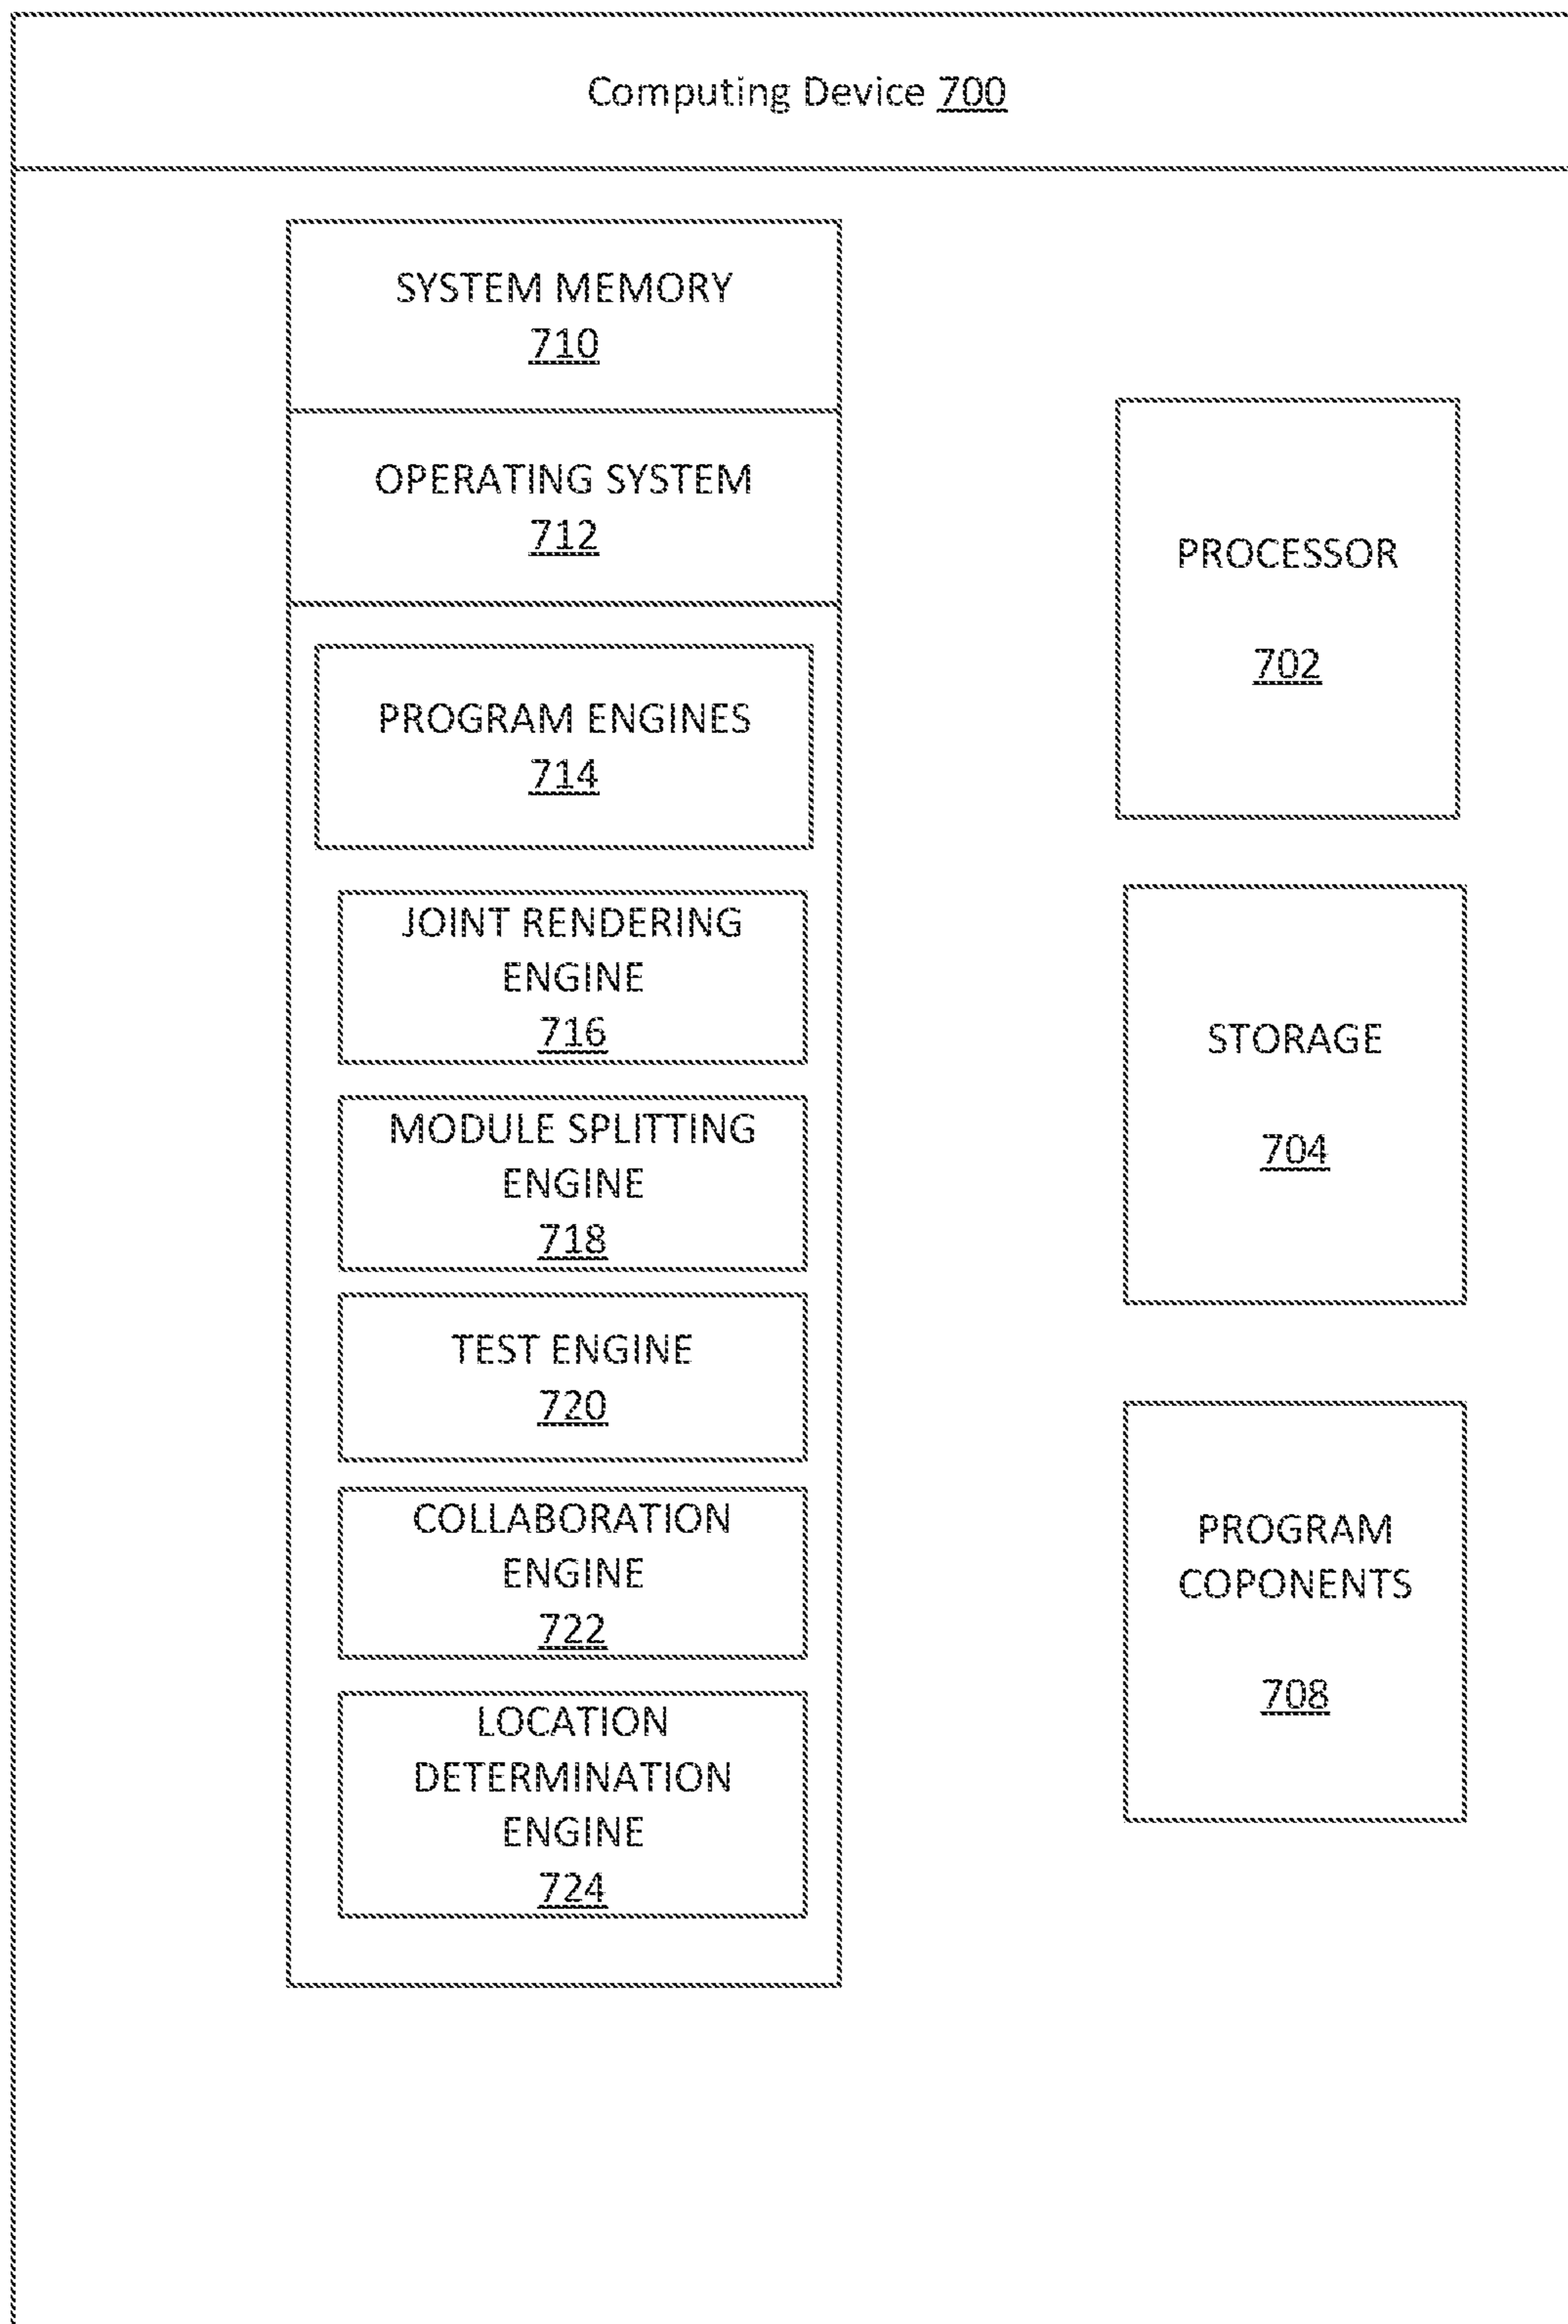 Computing Device 700
SYSTEM MEMORY
710
OPERATING SYSTEM
712
PROGRAM ENGINES
714
JOINT RENDERING
ENGINE
716
MODULE SPLITTING
ENGINE
718
TEST ENGINE
720
COLLABORATION
ENGINE
722
LOCATION
DETERMINATION
ENGINE
724
PROCESSOR
702
STORAGE
704
PROGRAM
COPONENTS
708